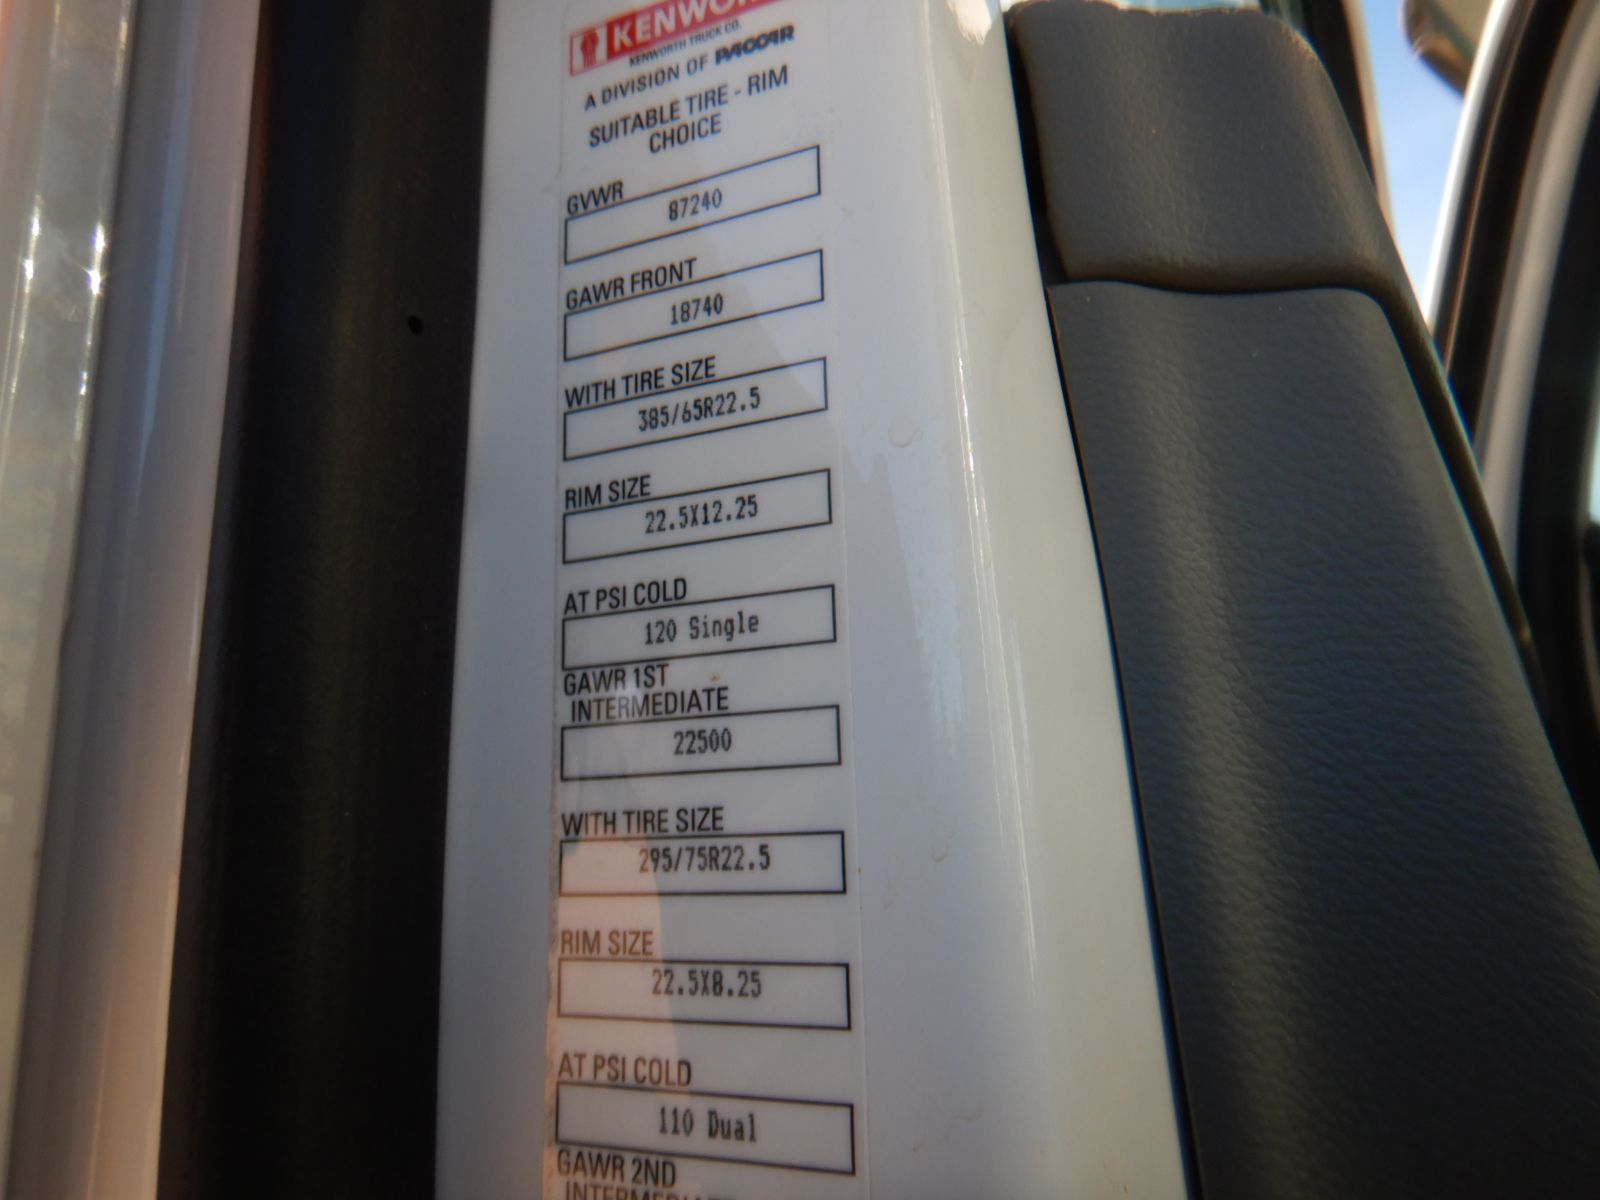 KENWOR
KENWORTH TRUCK CO.
A DIVISION OF PACCAR
SUITABLE TIRE - RIM
CHOICE
GVWR
87240
GAWR FRONT
18740
WITH TIRE SIZE
385/65R22.5
RIM SIZE
22.5X12.25
AT PSI COLD
120 Single
GAWR 1ST
INTERMEDIATE
22500
WITH TIRE SIZE
295/75R22.5
RIM SIZE
22.5X8.25
AT PSI COLD
110 Dual
GAWR 2ND
INTERMEDIATE